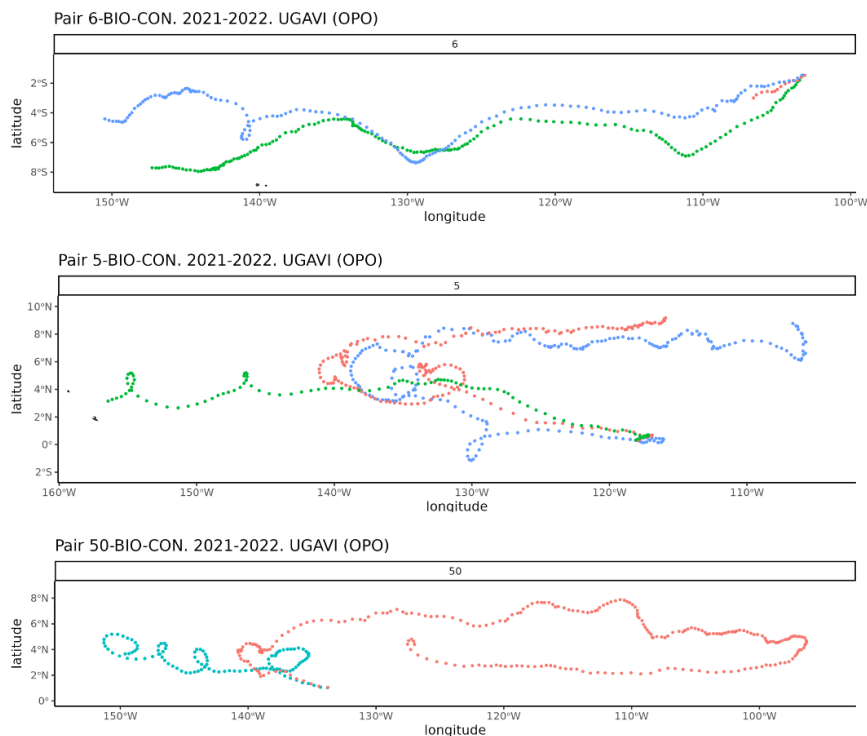 Pair 6-BIO-CON. 2021-2022. UGAVI (OPO)
6
2°S
4°S
6°S
8°S
latitude
150°W 140°W 130°W 120°W 110°W 100°W
longitude
Pair 5-BIO-CON. 2021-2022. UGAVI (OPO)
5
10°N
8°N
6°N
4°N
2°N
0°
2°S
latitude
160°W 150°W 140°W 130°W 120°W 110°W
longitude
Pair 50-BIO-CON. 2021-2022. UGAVI (OPO)
50
8°N
6°N
4°N
2°N
0°
latitude
150°W 140°W 130°W 120°W 110°W 100°W
longitude